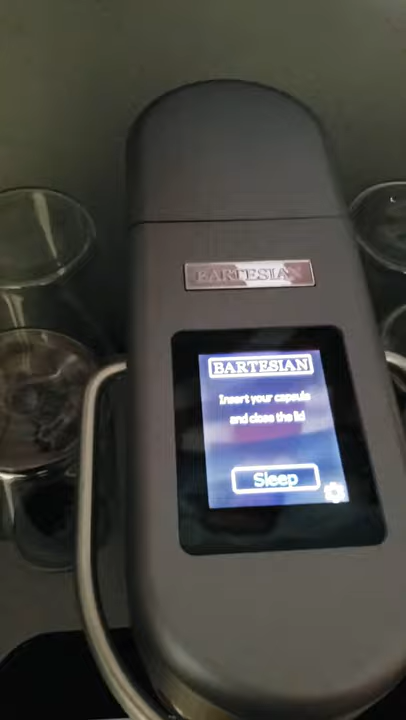 BARTESIAN
BARTESIAN
Insert your capsule
and close the lid
Sleep